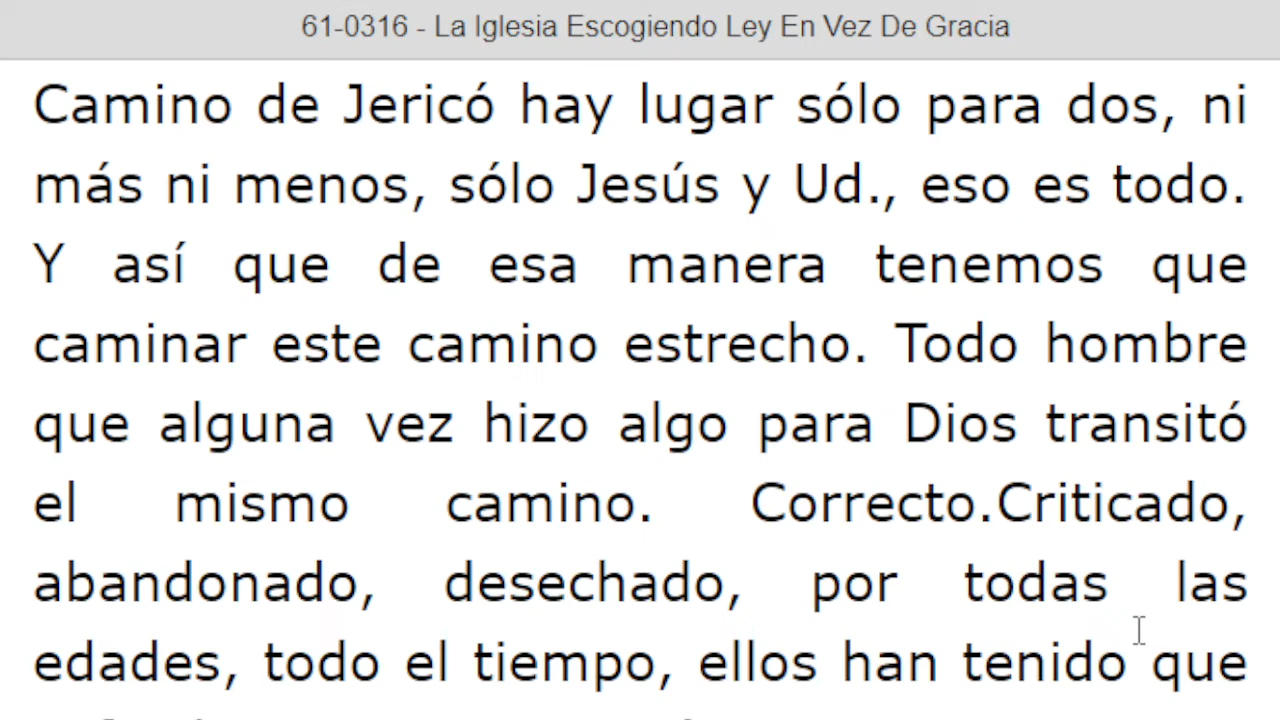 61-0316 - La Iglesia Escogiendo Ley En Vez De Gracia
Camino de Jericó hay lugar sólo para dos, ni
más ni menos, sólo Jesús y Ud., eso es todo.
Y así que de esa manera tenemos que
caminar este camino estrecho. Todo hombre
que alguna vez hizo algo para Dios transitó
el mismo camino. Correcto.Criticado,
abandonado, desechado, por todas las
edades, todo el tiempo, ellos han tenido que